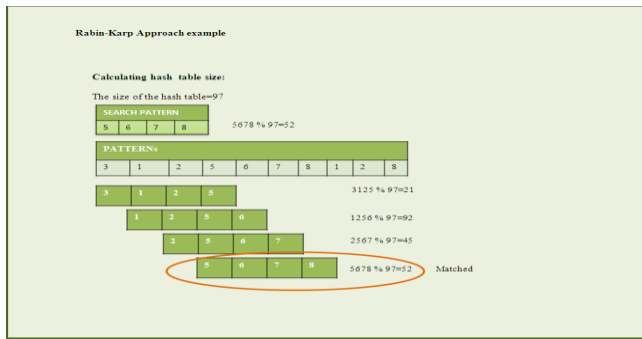 Rabin-Karp Approach example
Calculating hash table size:
The size of the hash table=97
SEARCH PATTERN
5 6 7 8 5678 % 97=52
PATTERNs
3 1 2 5 6 7 8 1 2 8
3 1 2 5 3125 % 97=21
1 2 5 6 1256 % 97=92
2 5 6 7 2567 % 97=45
5 6 7 8 5678 % 97=52 Matched